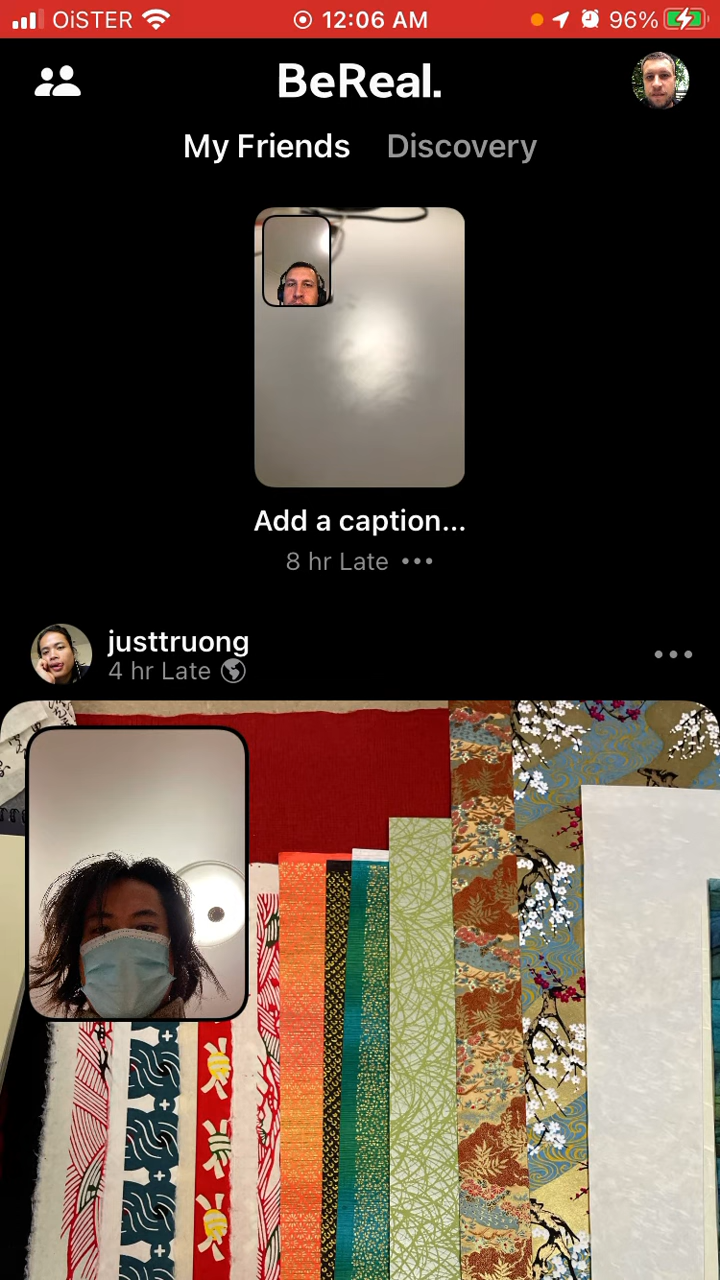 OiSTER 12:06 AM 96%
BeReal.
My Friends Discovery
Add a caption...
8 hr Late
justtruong
4 hr Late